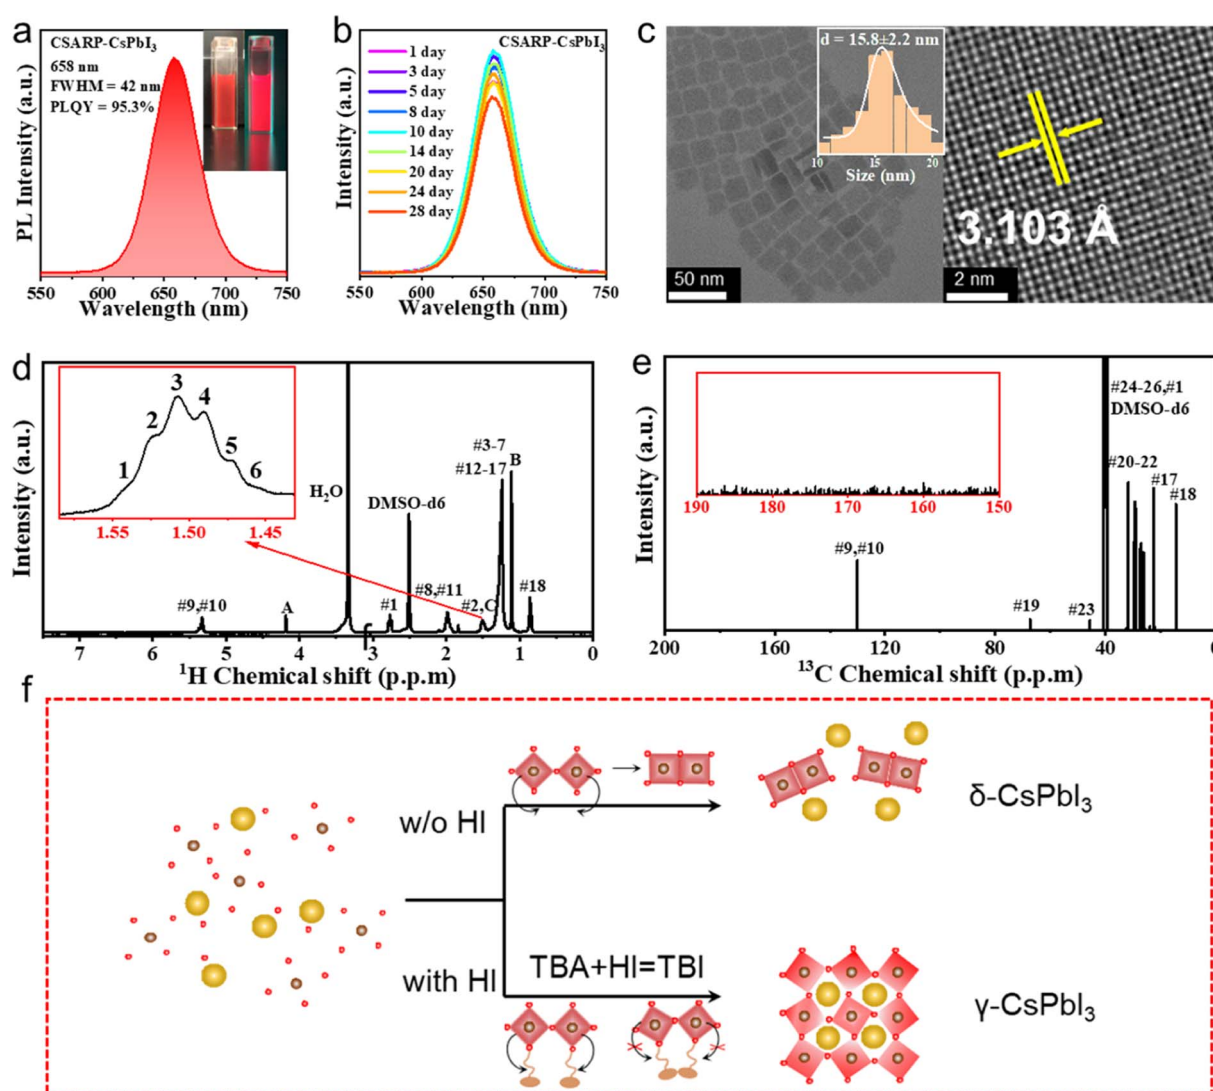 a
CSARP-CsPbI₃
658 nm
FWHM = 42 nm
PLQY = 95.3%
PL Intensity (a.u.)
550 600 650 700 750
Wavelength (nm)
b
CSARP-CsPbI₃
1 day
3 day
5 day
8 day
10 day
14 day
20 day
24 day
28 day
Intensity (a.u.)
550 600 650 700 750
Wavelength (nm)
c
d = 15.8±2.2 nm
10 15 20
Size (nm)
50 nm
3.103 Å
2 nm
d
1 2 3 4 5 6
1.55 1.50 1.45
H₂O
DMSO-d6
#3-7
#12-17
B
#9,#10
A
#1
#8,#11
#2,C
#18
Intensity (a.u.)
7 6 5 4 3 2 1 0
¹H Chemical shift (p.p.m)
e
190 180 170 160 150
#24-26,#1
DMSO-d6
#20-22
#17
#18
#9,#10
#19
#23
Intensity (a.u.)
200 160 120 80 40 0
¹³C Chemical shift (p.p.m)
f
w/o HI
δ-CsPbI₃
with HI
TBA+HI=TBI
γ-CsPbI₃